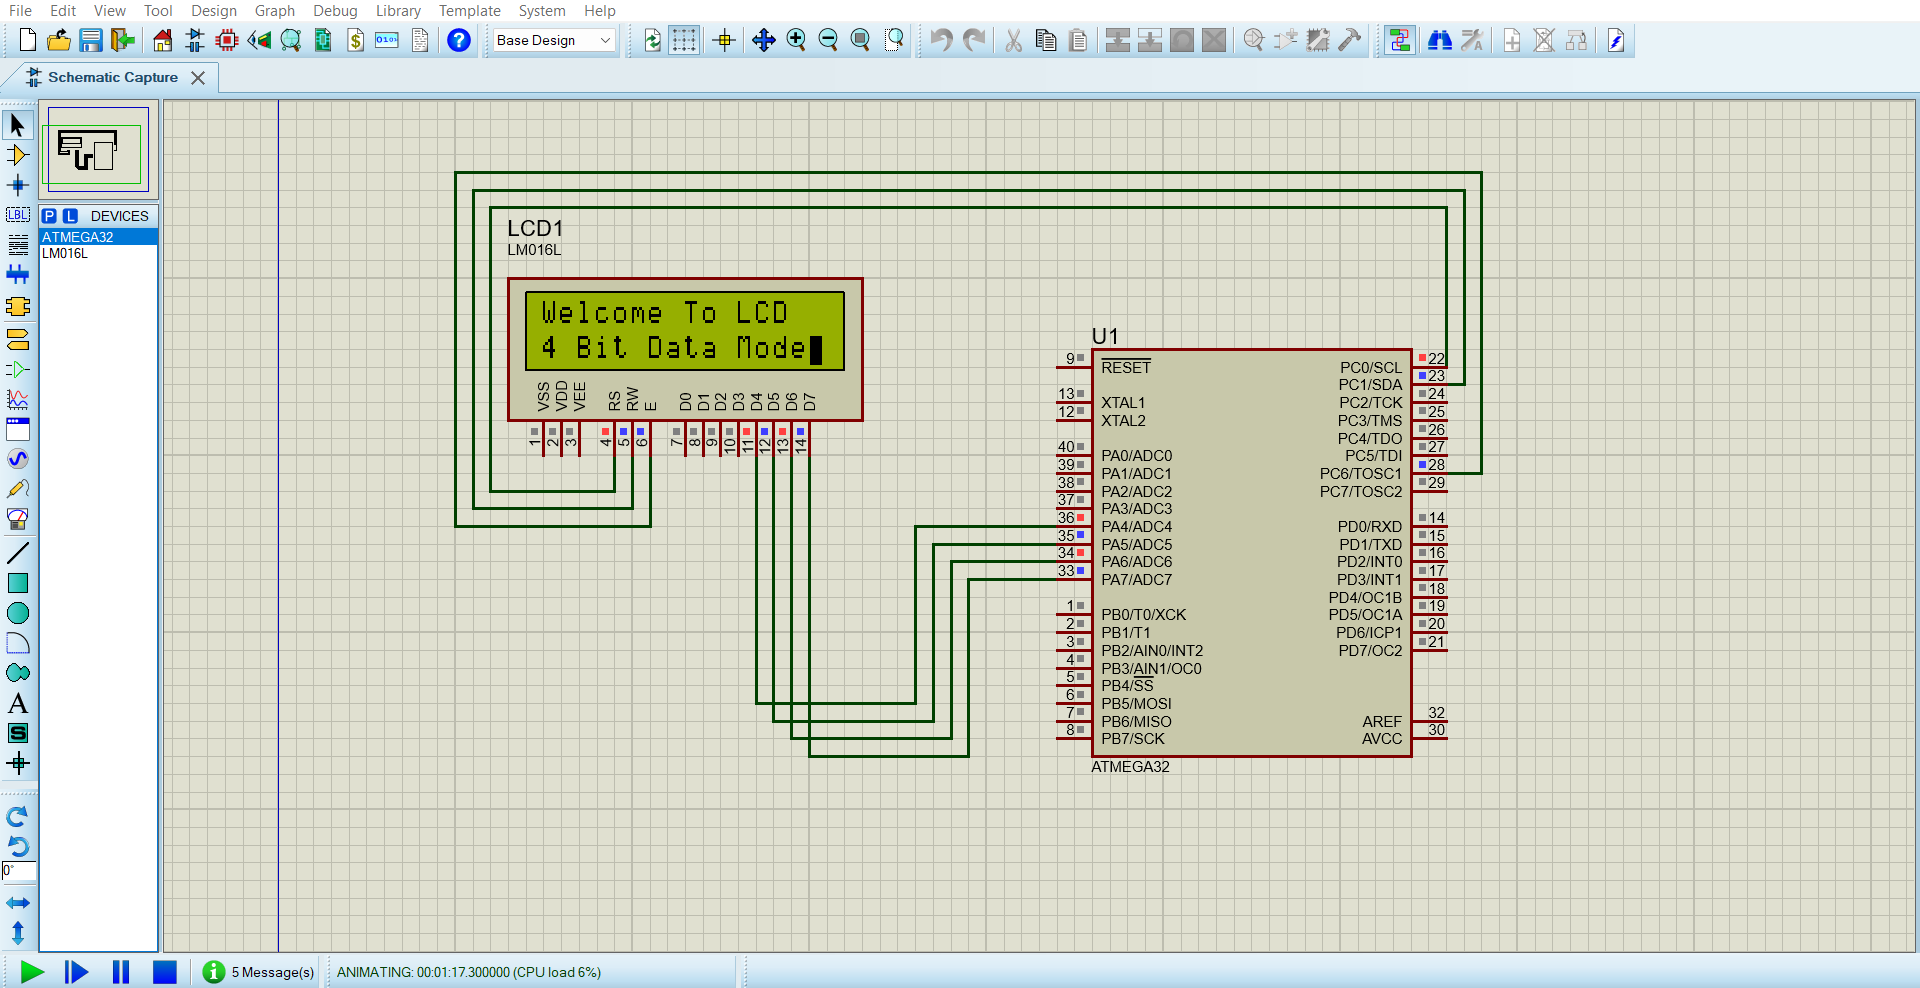 File Edit View Tool Design Graph Debug Library Template System Help
Base Design
Schematic Capture
P L DEVICES
ATMEGA32
LM016L
LBL
A
S
0°
LCD1
LM016L
Welcome To LCD
4 Bit Data Mode
VSS VDD VEE RS RW E D0 D1 D2 D3 D4 D5 D6 D7
1 2 3 4 5 6 7 8 9 10 11 12 13 14
U1
9 RESET PC0/SCL 22
PC1/SDA 23
13 XTAL1 PC2/TCK 24
12 XTAL2 PC3/TMS 25
PC4/TDO 26
40 PA0/ADC0 PC5/TDI 27
39 PA1/ADC1 PC6/TOSC1 28
38 PA2/ADC2 PC7/TOSC2 29
37 PA3/ADC3
36 PA4/ADC4 PD0/RXD 14
35 PA5/ADC5 PD1/TXD 15
34 PA6/ADC6 PD2/INT0 16
33 PA7/ADC7 PD3/INT1 17
PD4/OC1B 18
1 PB0/T0/XCK PD5/OC1A 19
2 PB1/T1 PD6/ICP1 20
3 PB2/AIN0/INT2 PD7/OC2 21
4 PB3/AIN1/OC0
5 PB4/SS
6 PB5/MOSI
7 PB6/MISO AREF 32
8 PB7/SCK AVCC 30
ATMEGA32
5 Message(s) ANIMATING: 00:01:17.300000 (CPU load 6%)